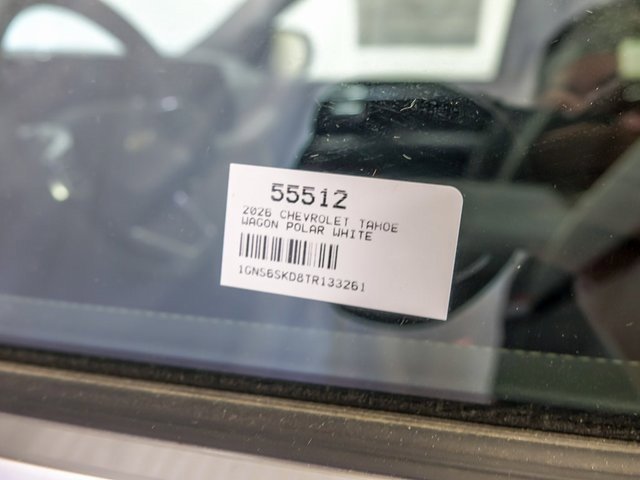 55512
2026 CHEVROLET TAHOE
WAGON POLAR WHITE
1GNS6SKD8TR133261